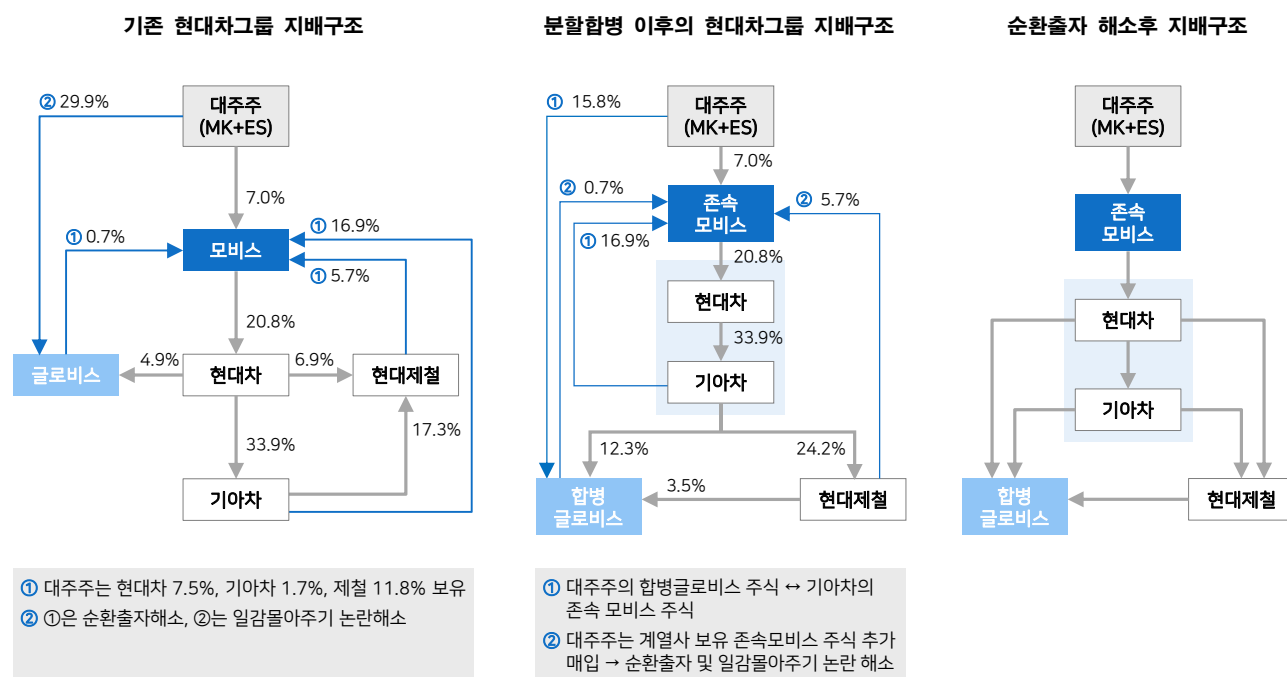 기존 현대차그룹 지배구조
② 29.9%
대주주
(MK+ES)
7.0%
① 16.9%
① 0.7%
모비스
① 5.7%
20.8%
4.9%
6.9%
글로비스
현대차
현대제철
17.3%
33.9%
기아차
① 대주주는 현대차 7.5%, 기아차 1.7%, 제철 11.8% 보유
② ①은 순환출자해소, ②는 일감몰아주기 논란해소
분할합병 이후의 현대차그룹 지배구조
① 15.8%
대주주
(MK+ES)
7.0%
② 0.7%
② 5.7%
존속
모비스
① 16.9%
20.8%
현대차
33.9%
기아차
12.3%
24.2%
합병
글로비스
3.5%
현대제철
① 대주주의 합병글로비스 주식 ↔ 기아차의
존속 모비스 주식
② 대주주는 계열사 보유 존속모비스 주식 추가
매입 → 순환출자 및 일감몰아주기 논란 해소
순환출자 해소후 지배구조
대주주
(MK+ES)
존속
모비스
현대차
기아차
합병
글로비스
현대제철